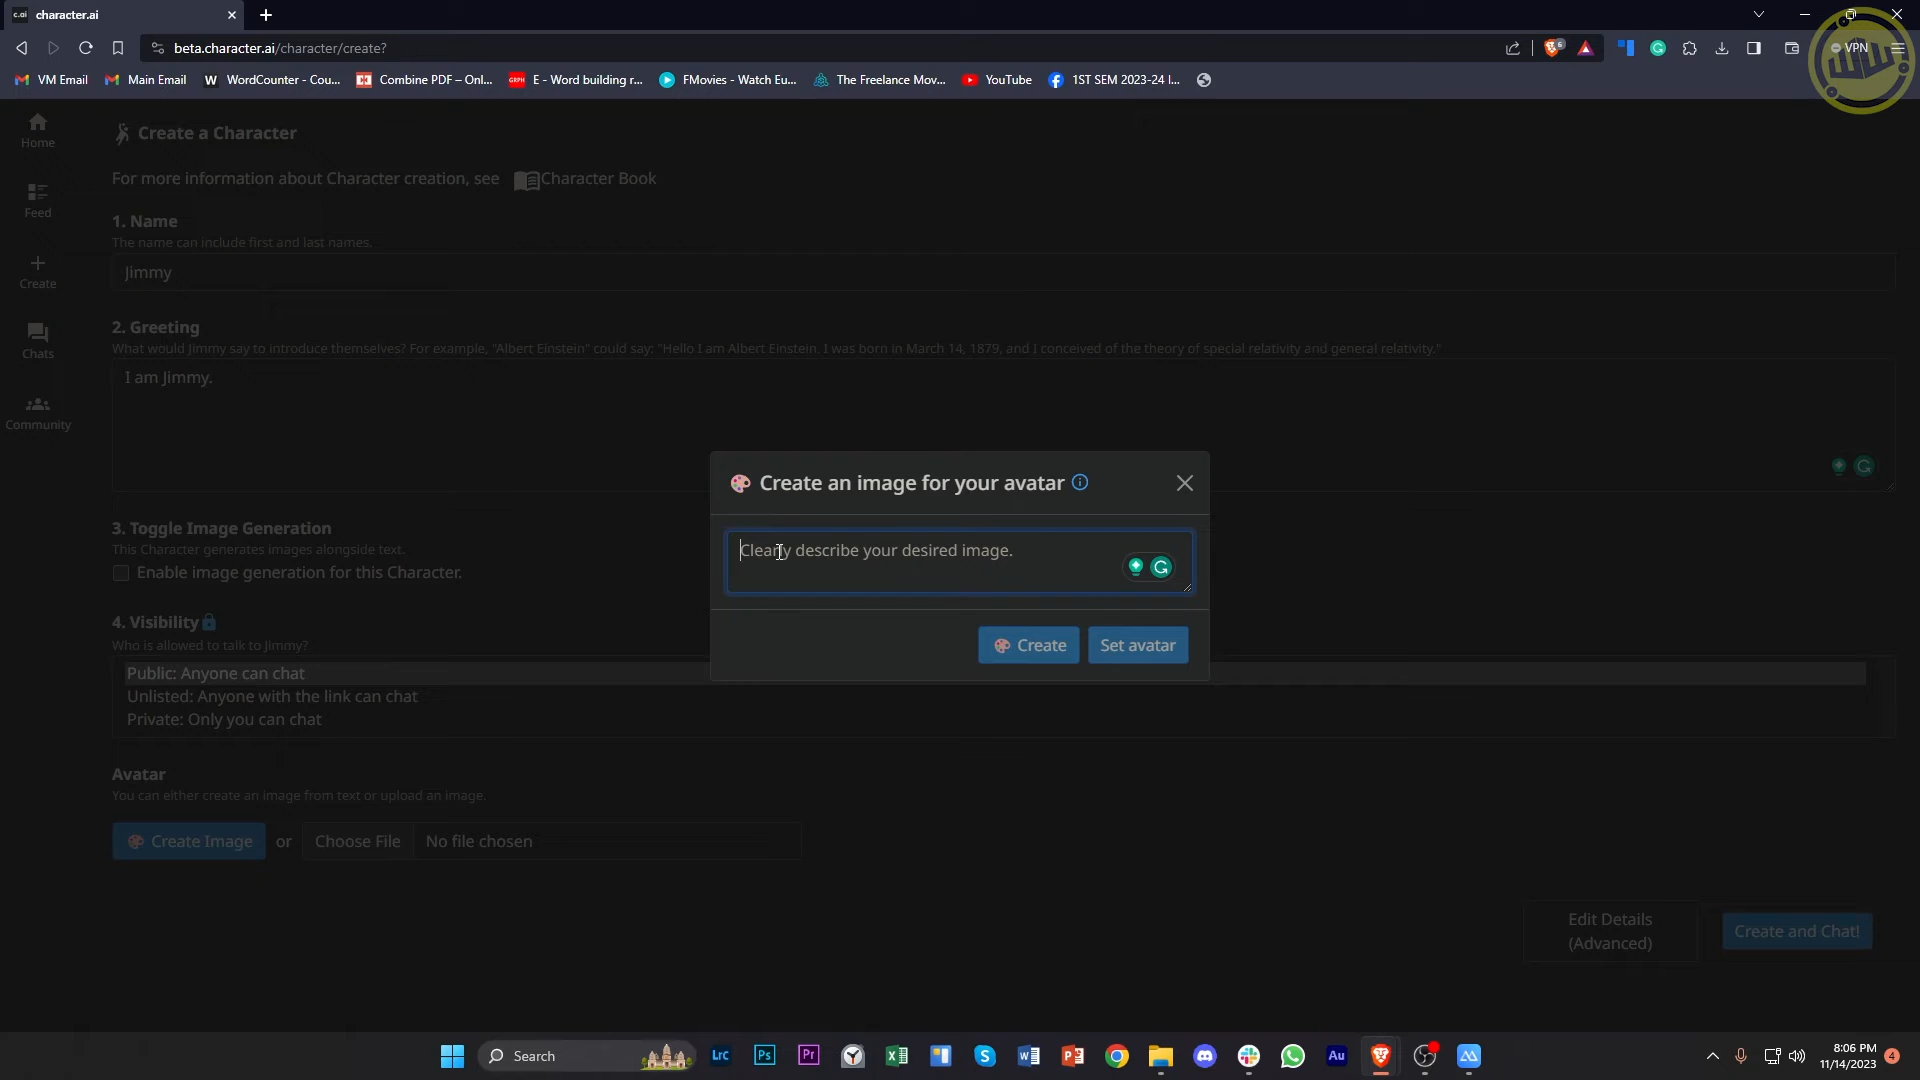 c.ai character.ai
beta.character.ai/character/create?
6 VPN
VM Email Main Email W WordCounter - Cou... Combine PDF – Onl... GRPH E - Word building r... FMovies - Watch Eu... The Freelance Mov... YouTube 1ST SEM 2023-24 I...
Home
Feed
Create
Chats
Community
Create a Character
For more information about Character creation, see Character Book
1. Name
The name can include first and last names.
Jimmy
2. Greeting
What would Jimmy say to introduce themselves? For example, "Albert Einstein" could say: "Hello I am Albert Einstein. I was born in March 14, 1879, and I conceived of the theory of special relativity and general relativity."
I am Jimmy.
3. Toggle Image Generation
This Character generates images alongside text.
Enable image generation for this Character.
4. Visibility
Who is allowed to talk to Jimmy?
Public: Anyone can chat
Unlisted: Anyone with the link can chat
Private: Only you can chat
Avatar
You can either create an image from text or upload an image.
Create Image or Choose File No file chosen
Create an image for your avatar
Clearly describe your desired image.
Create Set avatar
Edit Details
(Advanced)
Create and Chat!
Search LrC Ps Pr Au
8:06 PM
11/14/2023
4